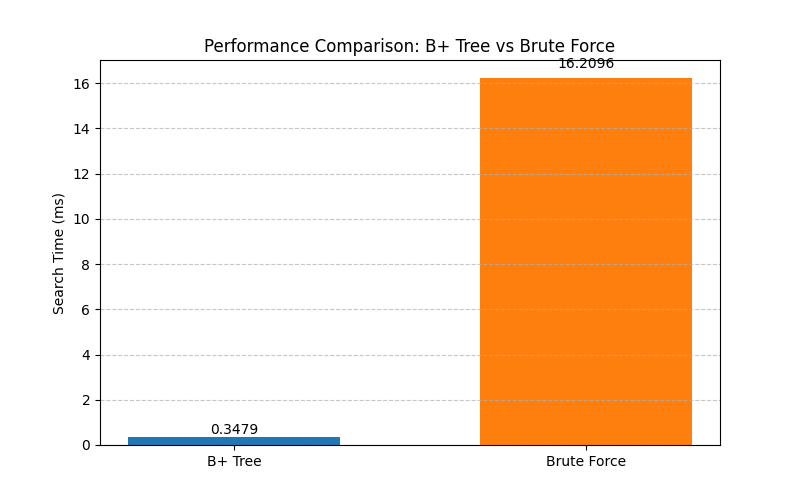 Performance Comparison: B+ Tree vs Brute Force
16.2096
16
14
12
10
8
6
4
2
0
Search Time (ms)
0.3479
B+ Tree
Brute Force